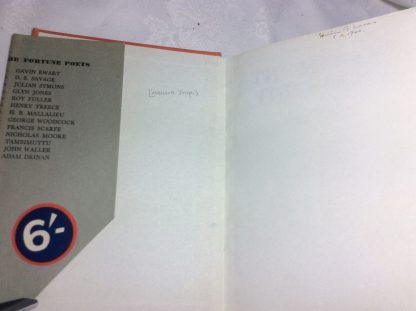 HE FORTUNE POETS
GAVIN EWART
D. S. SAVAGE
JULIAN SYMONS
GLYN JONES
ROY FULLER
HENRY TREECE
H. B. MALLALIEU
GEORGE WOODCOCK
FRANCIS SCARFE
NICHOLAS MOORE
TAMBIMUTTU
JOHN WALLER
ADAM DRINAN
6/-